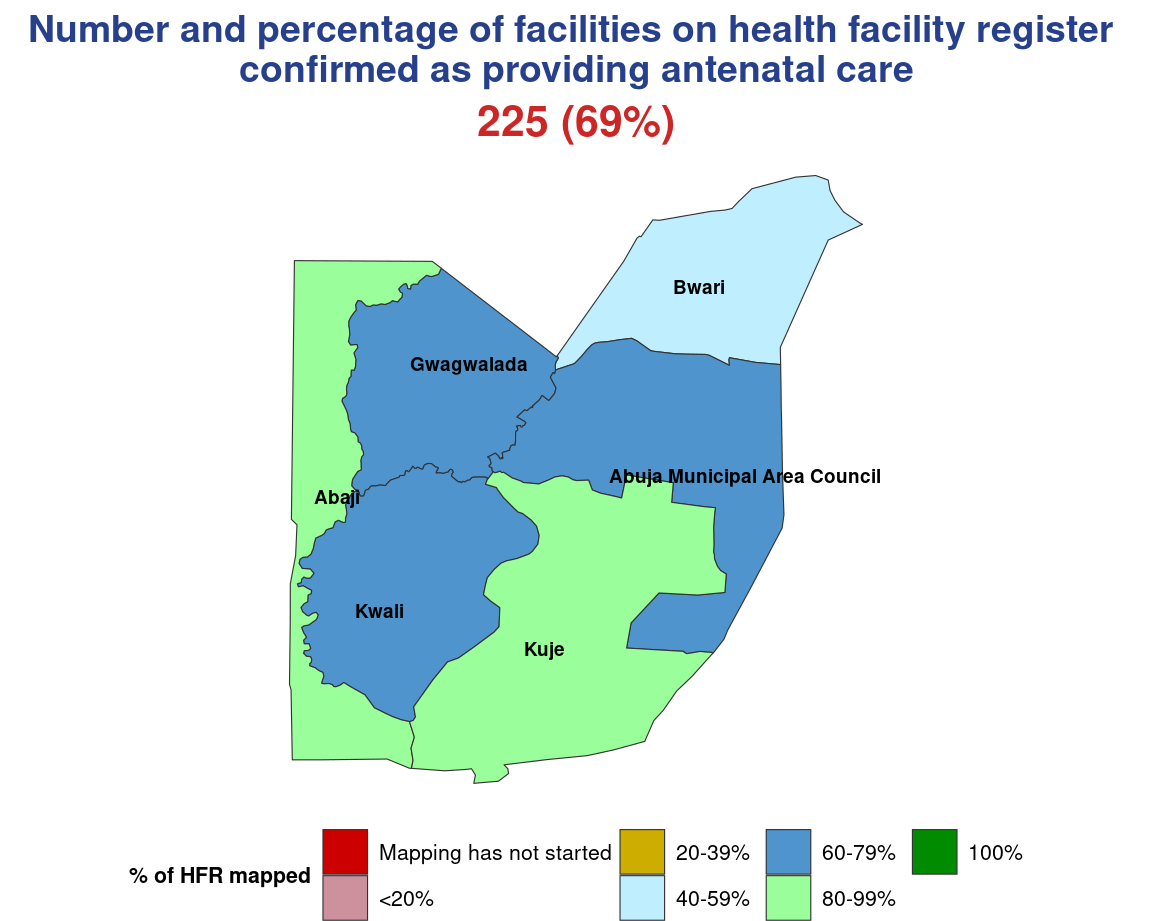 Number and percentage of facilities on health facility register
confirmed as providing antenatal care
225 (69%)
Bwari
Gwagwalada
Abuja Municipal Area Council
Abaji
Kwali
Kuje
% of HFR mapped
Mapping has not started
<20%
20-39%
40-59%
60-79%
80-99%
100%